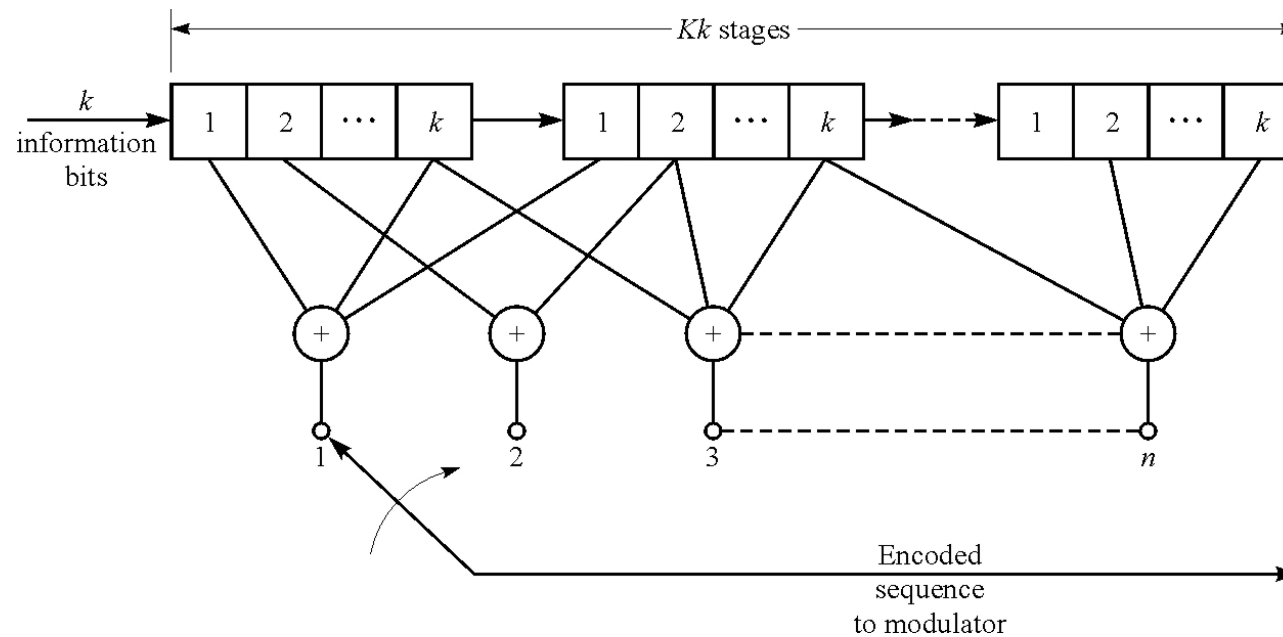 Kk stages
k
information
bits
1 2 ... k
1 2 ... k
1 2 ... k
+ + + +
1 2 3 n
Encoded
sequence
to modulator